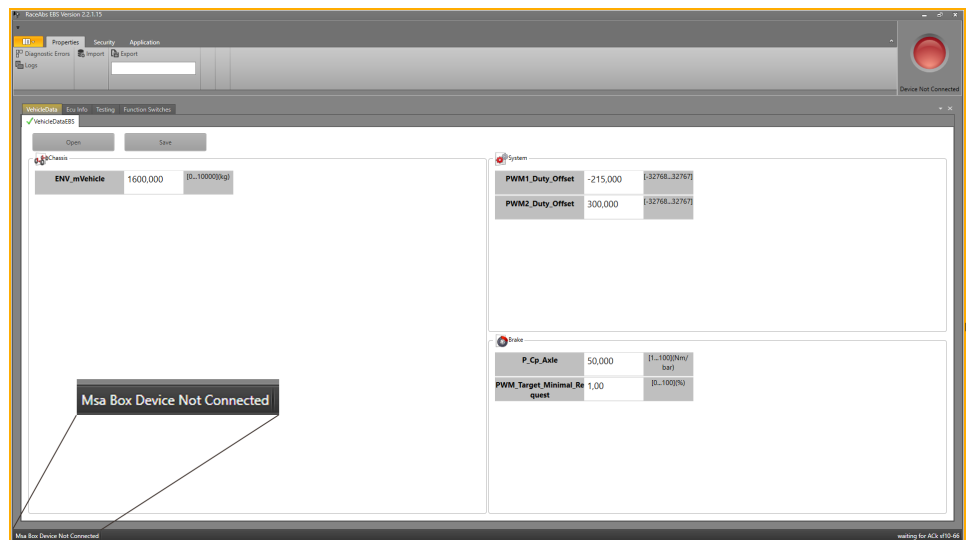 RaceAbs EBS Version 2.2.1.15
Properties Security Application
Diagnostic Errors Import Export
Logs
Device Not Connected
VehicleData Ecu Info Testing Function Switches
VehicleDataEBS
Open Save
Chassis
ENV_mVehicle 1600,000 [0...10000](kg)
System
PWM1_Duty_Offset -215,000 [-32768...32767]
PWM2_Duty_Offset 300,000 [-32768...32767]
Brake
P_Cp_Axle 50,000 [1...100](Nm/
bar)
PWM_Target_Minimal_Re
quest 1,00 [0...100](%)
Msa Box Device Not Connected
Msa Box Device Not Connected waiting for ACk sf10-66